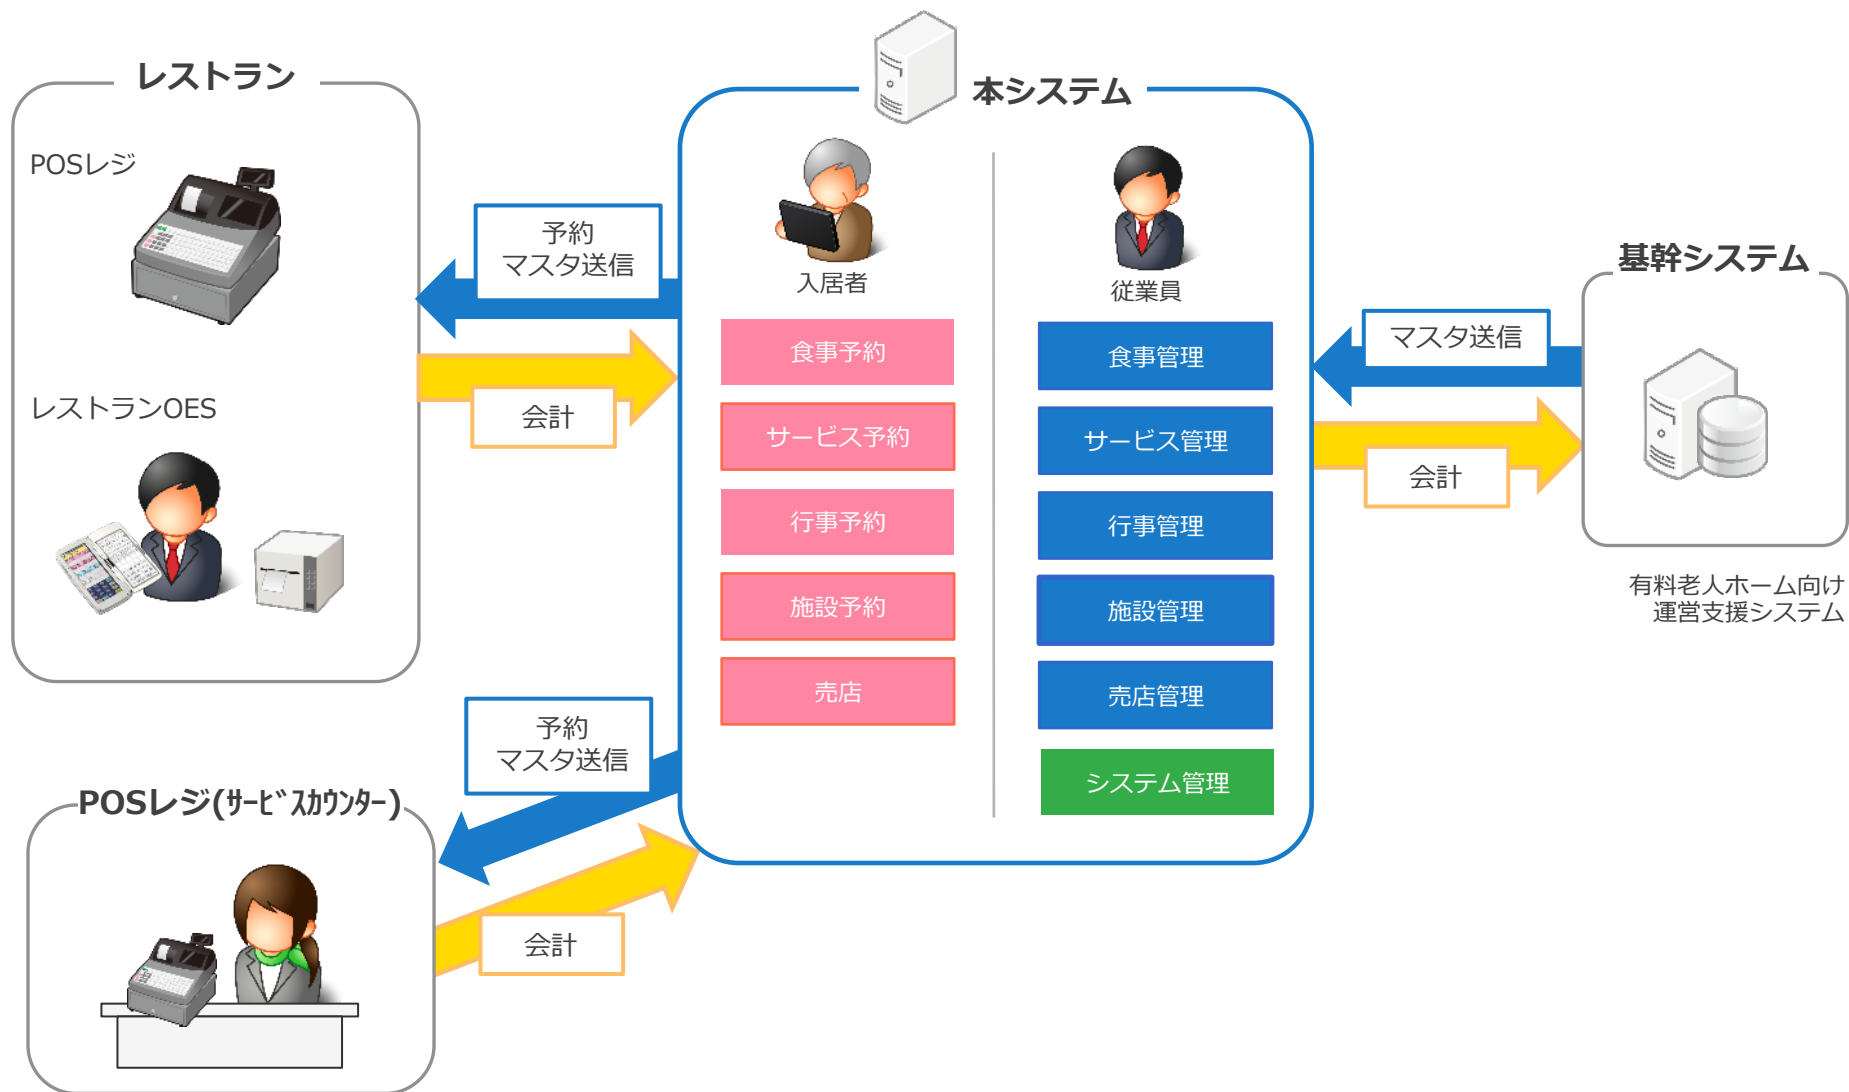 レストラン
POSレジ
レストランOES
予約
マスタ送信
会計
本システム
入居者
食事予約
サービス予約
行事予約
施設予約
売店
従業員
食事管理
サービス管理
行事管理
施設管理
売店管理
システム管理
マスタ送信
会計
基幹システム
有料老人ホーム向け
運営支援システム
予約
マスタ送信
会計
POSレジ(ｻｰﾋﾞｽｶｳﾝﾀｰ)